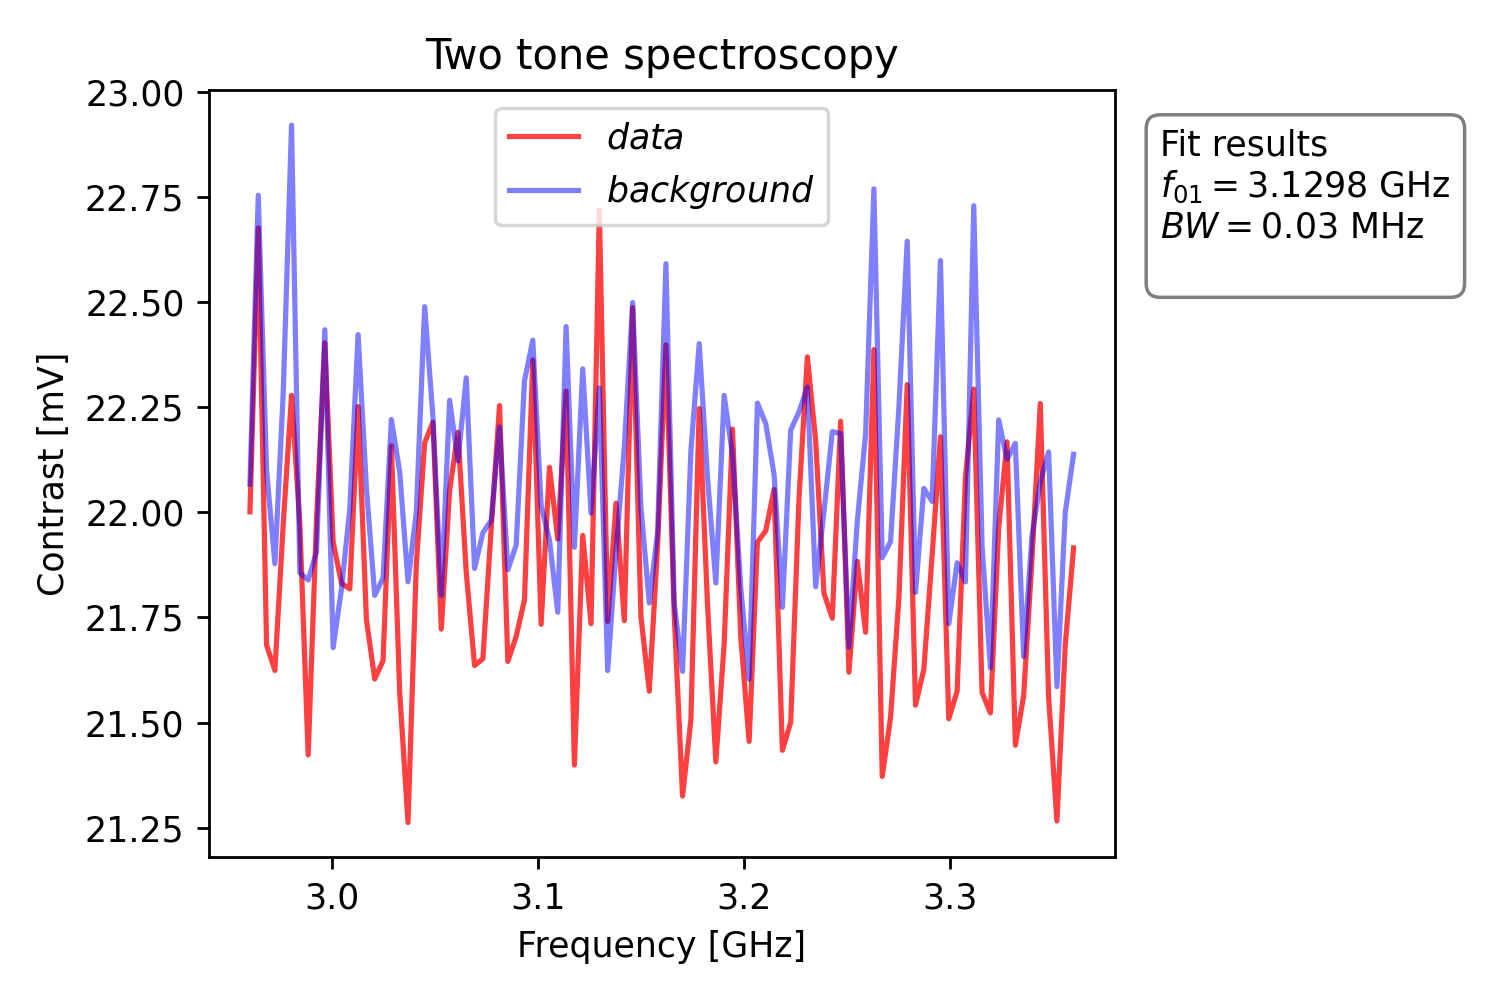 Two tone spectroscopy
data
background
Fit results
f01 = 3.1298 GHz
BW = 0.03 MHz
Contrast [mV]
23.00
22.75
22.50
22.25
22.00
21.75
21.50
21.25
3.0 3.1 3.2 3.3
Frequency [GHz]